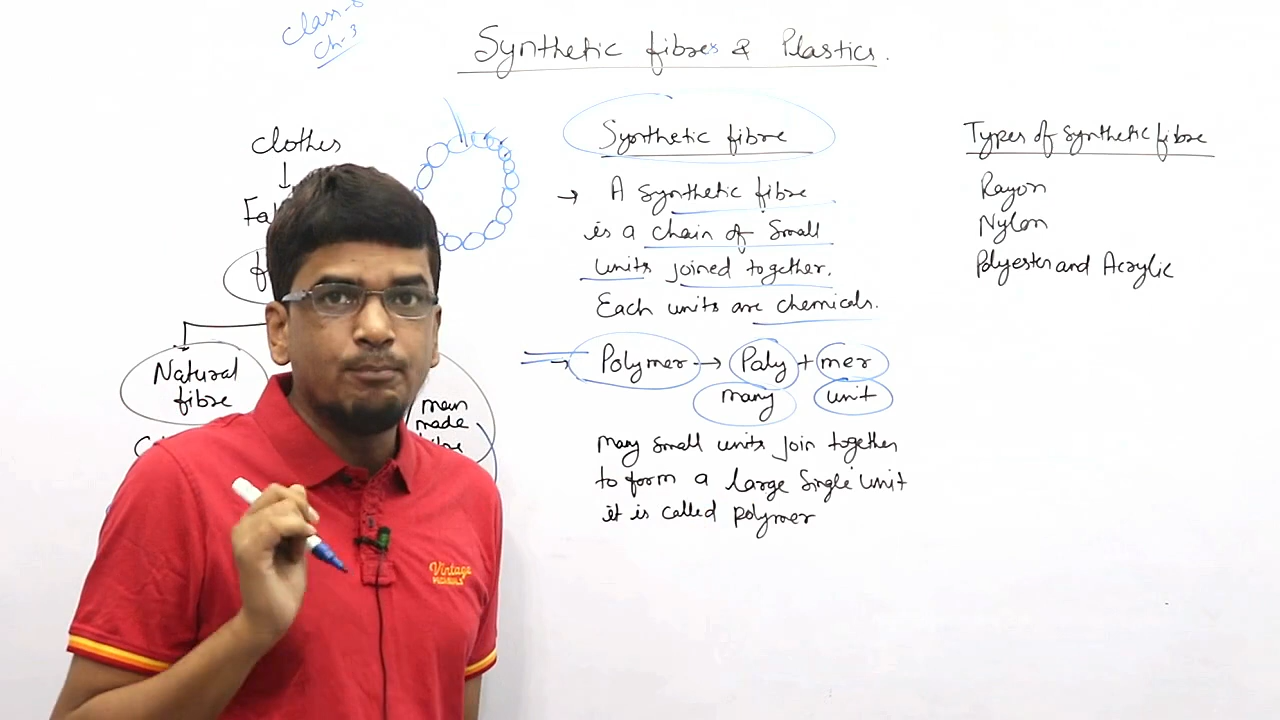 Class-8
Ch-3
Synthetic fibres & Plastics.
clothes
↓
Natural
fibre
man
made
Synthetic fibre
→ A Synthetic fibre
is a chain of Small
units joined together.
Each units are chemicals.
→ Polymer → Paly + mer
many unit
many small units join together
to form a large Single unit
it is called polymer
Types of Synthetic fibre
Rayon
Nylon
Polyester and Acrylic
Vintage